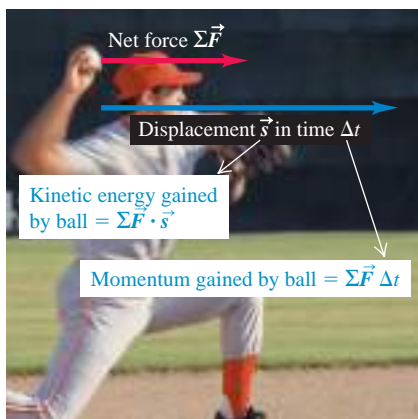 Net force Σ𝐅⃗
Displacement s⃗ in time Δt
Kinetic energy gained
by ball = Σ𝐅⃗ · s⃗
Momentum gained by ball = Σ𝐅⃗ Δt